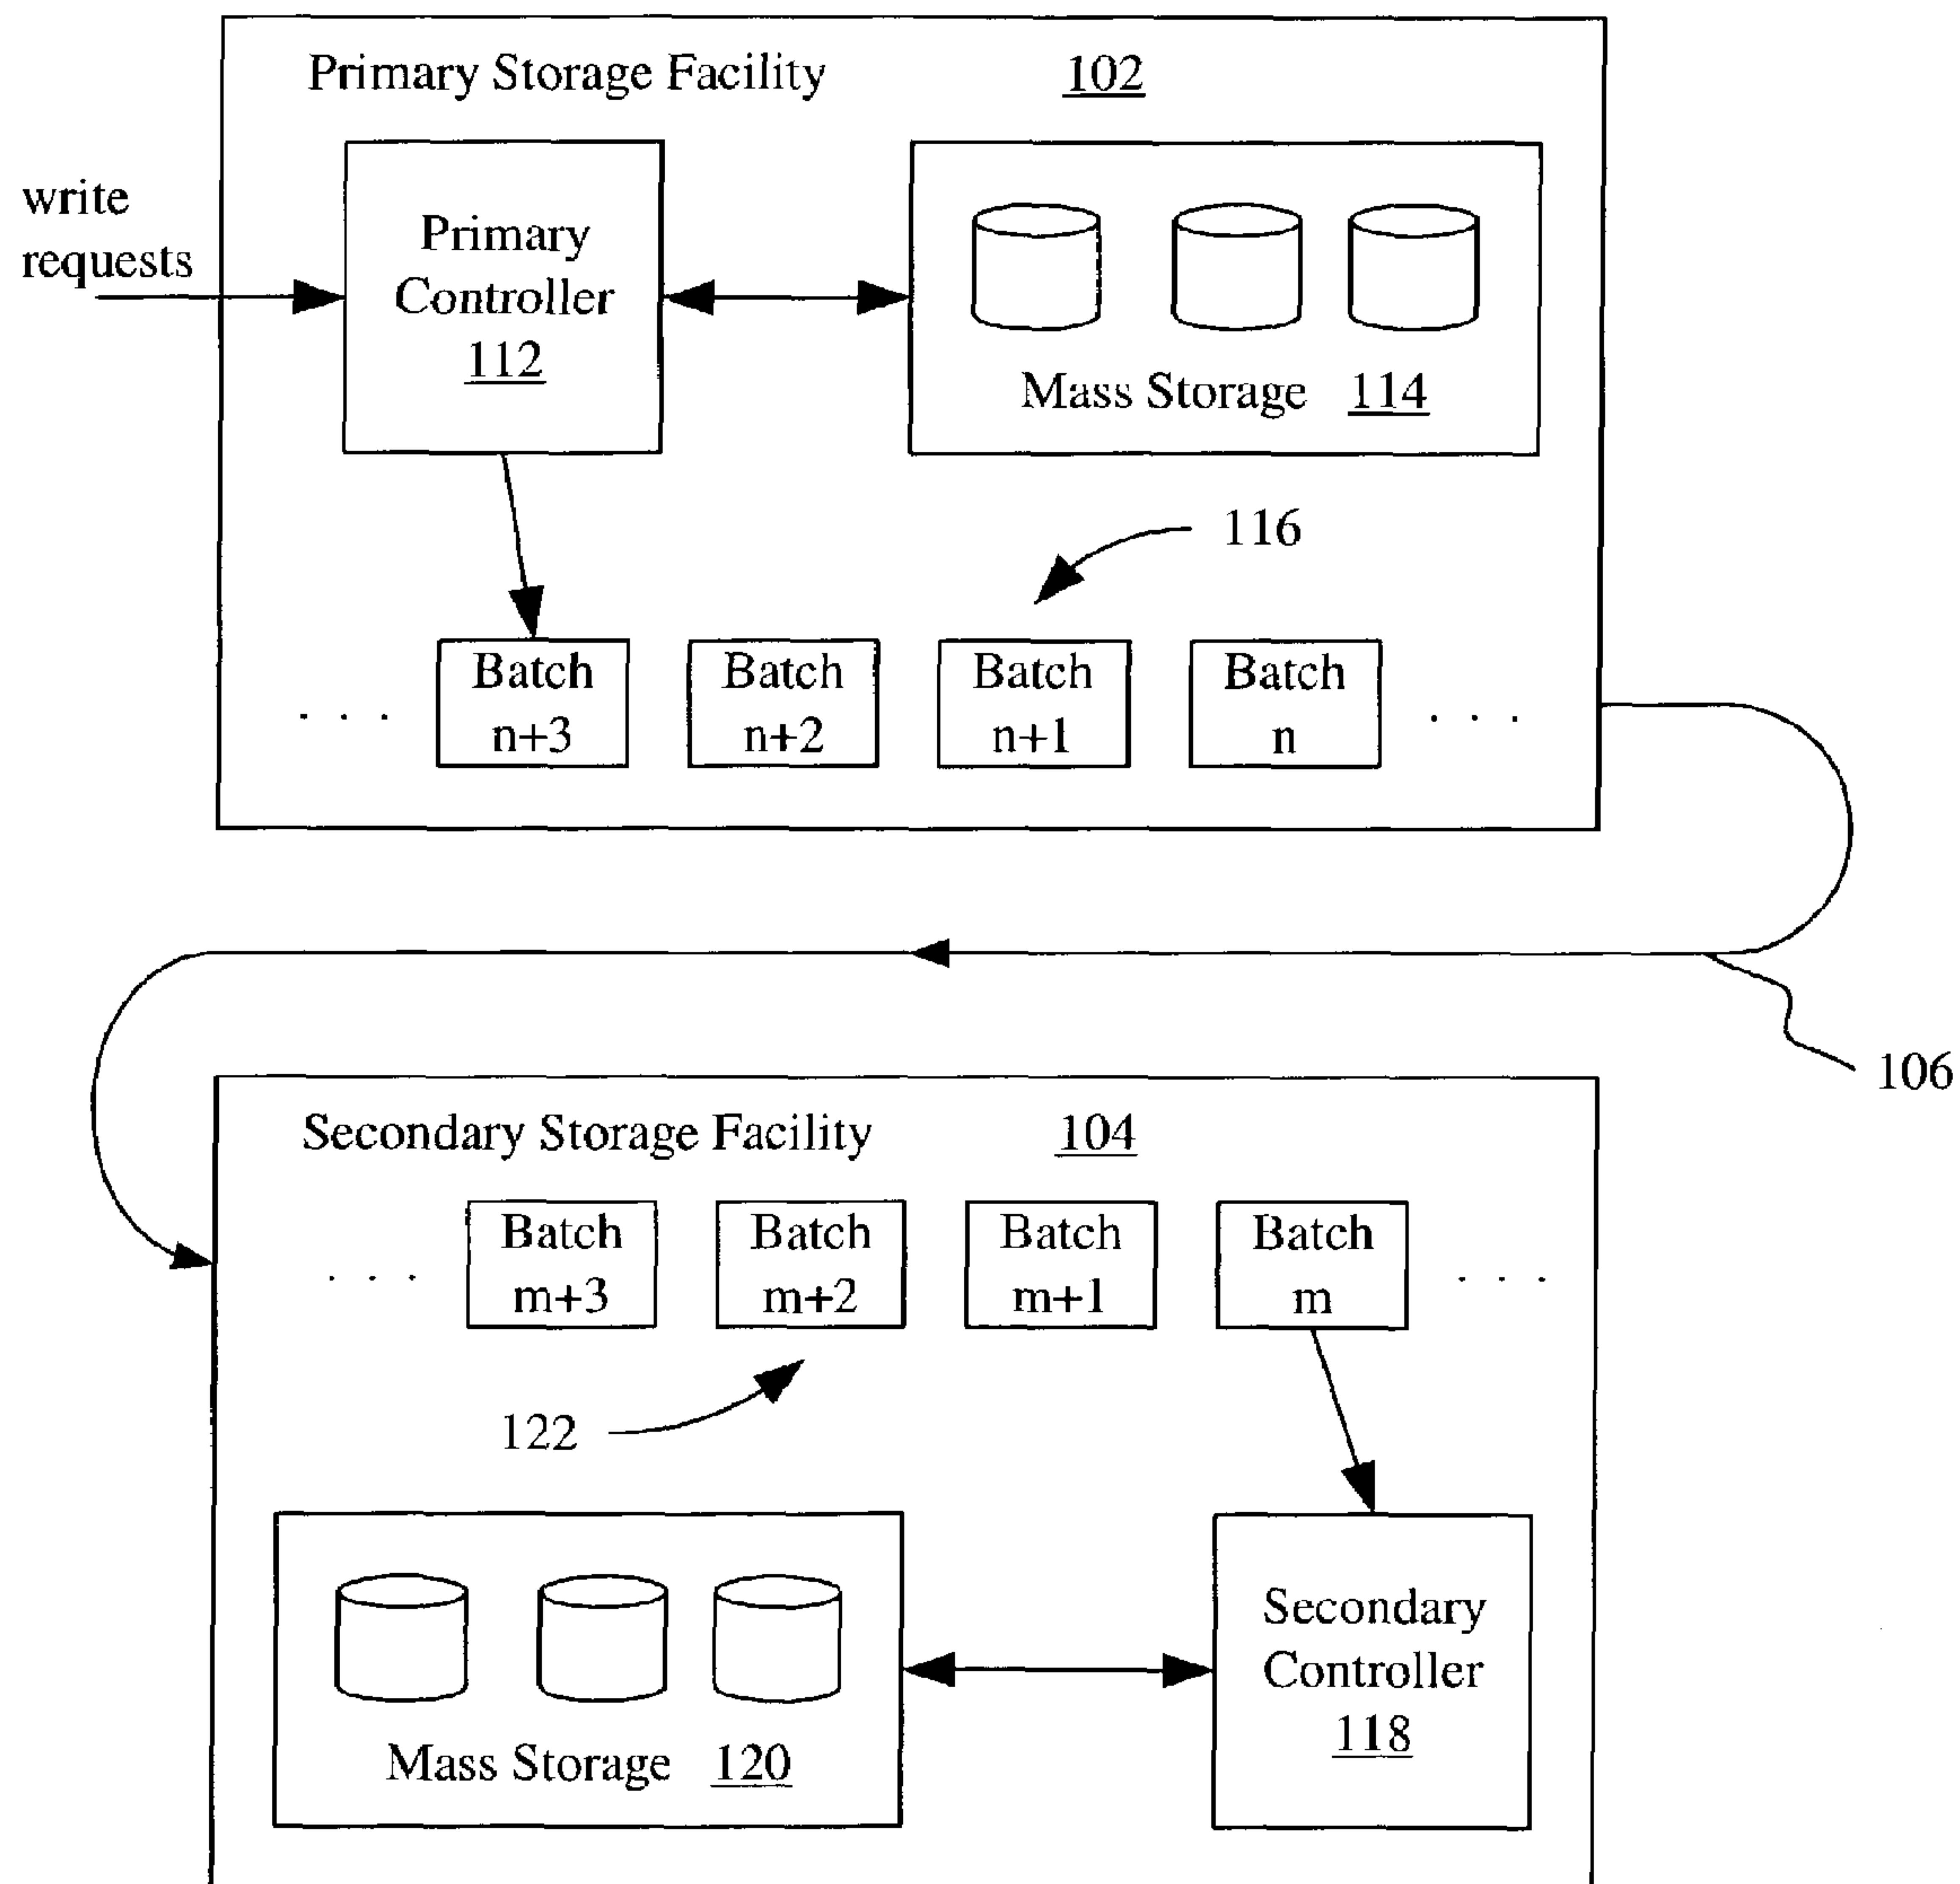 Primary Storage Facility 102
write
requests
Primary
Controller
112
Mass Storage 114
116
. . .
Batch
n+3
Batch
n+2
Batch
n+1
Batch
n
. . .
106
Secondary Storage Facility 104
. . .
Batch
m+3
Batch
m+2
Batch
m+1
Batch
m
. . .
122
Mass Storage 120
Secondary
Controller
118